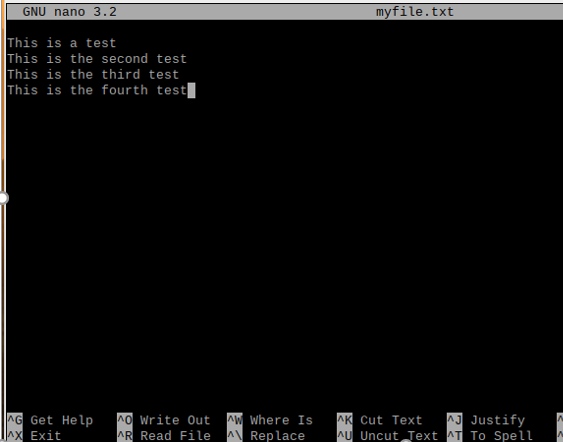 GNU nano 3.2 myfile.txt
This is a test
This is the second test
This is the third test
This is the fourth test
^G Get Help ^O Write Out ^W Where Is ^K Cut Text ^J Justify
^X Exit ^R Read File ^\ Replace ^U Uncut Text ^T To Spell